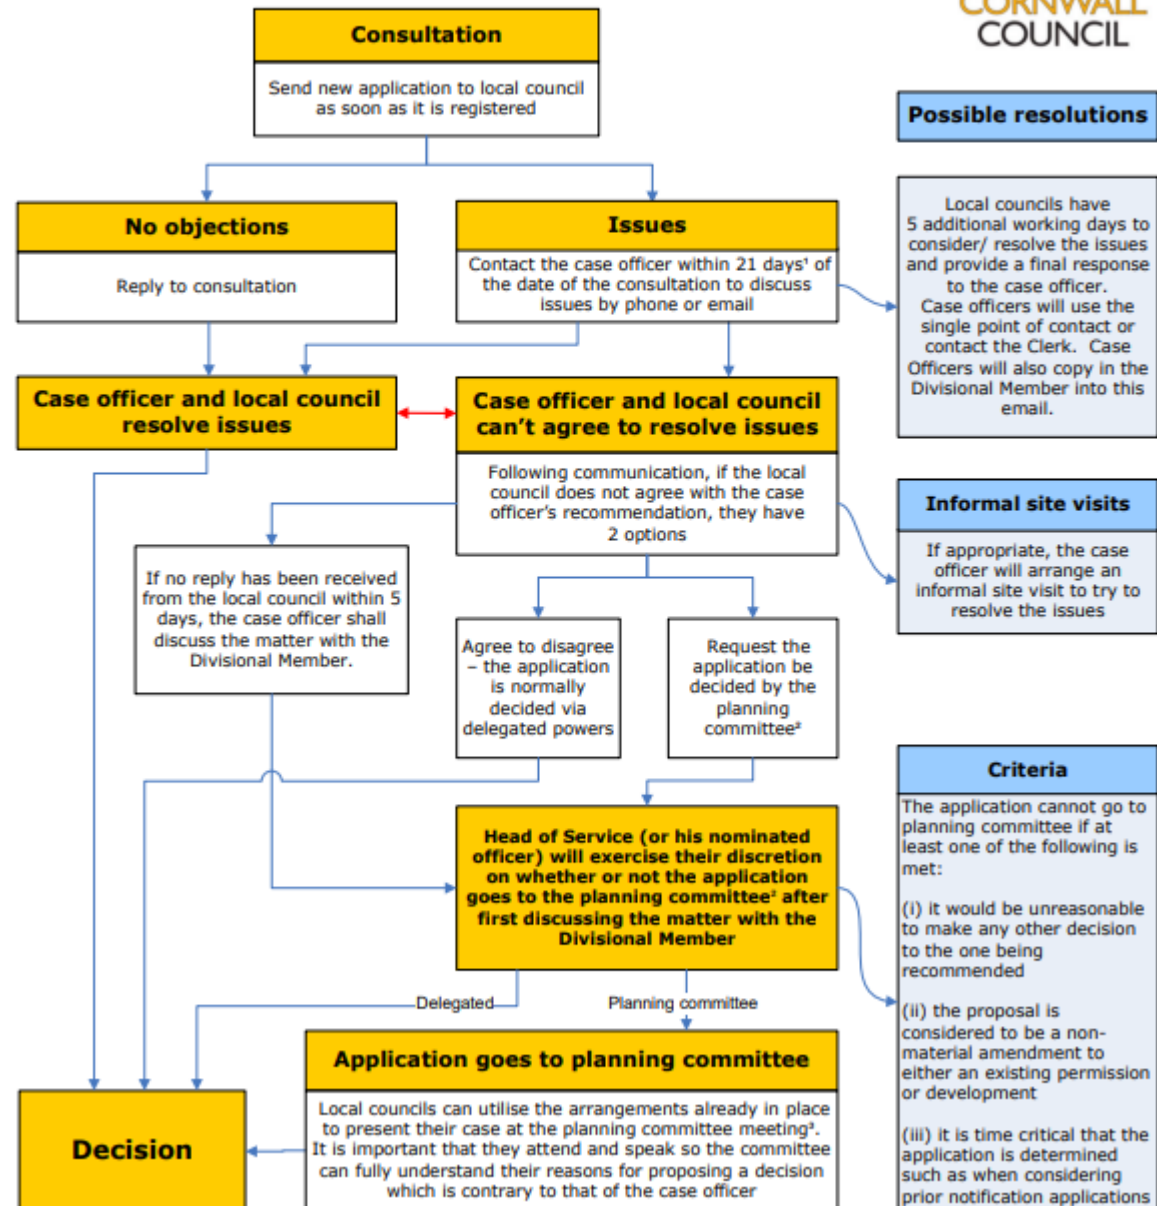 CORNWALL
COUNCIL
Consultation
Send new application to local council
as soon as it is registered
No objections
Reply to consultation
Issues
Contact the case officer within 21 days¹ of
the date of the consultation to discuss
issues by phone or email
Case officer and local council
resolve issues
Case officer and local council
can't agree to resolve issues
Following communication, if the local
council does not agree with the case
officer's recommendation, they have
2 options
If no reply has been received
from the local council within 5
days, the case officer shall
discuss the matter with the
Divisional Member.
Agree to disagree
– the application
is normally
decided via
delegated powers
Request the
application be
decided by the
planning
committee²
Head of Service (or his nominated
officer) will exercise their discretion
on whether or not the application
goes to the planning committee² after
first discussing the matter with the
Divisional Member
Delegated
Planning committee
Application goes to planning committee
Local councils can utilise the arrangements already in place
to present their case at the planning committee meeting³.
It is important that they attend and speak so the committee
can fully understand their reasons for proposing a decision
which is contrary to that of the case officer
Decision
Possible resolutions
Local councils have
5 additional working days to
consider/ resolve the issues
and provide a final response
to the case officer.
Case officers will use the
single point of contact or
contact the Clerk. Case
Officers will also copy in the
Divisional Member into this
email.
Informal site visits
If appropriate, the case
officer will arrange an
informal site visit to try to
resolve the issues
Criteria
The application cannot go to
planning committee if at
least one of the following is
met:
(i) it would be unreasonable
to make any other decision
to the one being
recommended
(ii) the proposal is
considered to be a non-
material amendment to
either an existing permission
or development
(iii) it is time critical that the
application is determined
such as when considering
prior notification applications